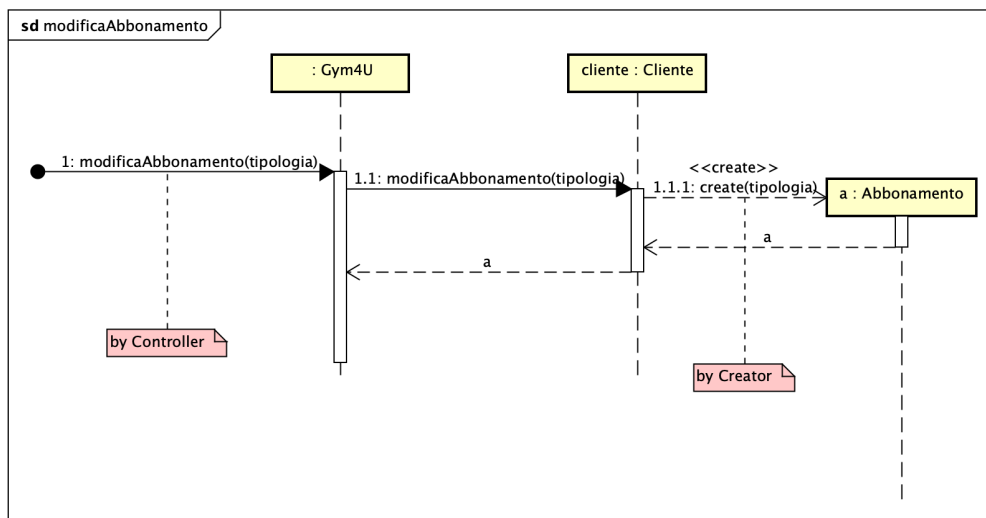 sd modificaAbbonamento
: Gym4U
cliente : Cliente
1: modificaAbbonamento(tipologia)
1.1: modificaAbbonamento(tipologia)
<<create>>
1.1.1: create(tipologia)
a : Abbonamento
a
a
by Controller
by Creator